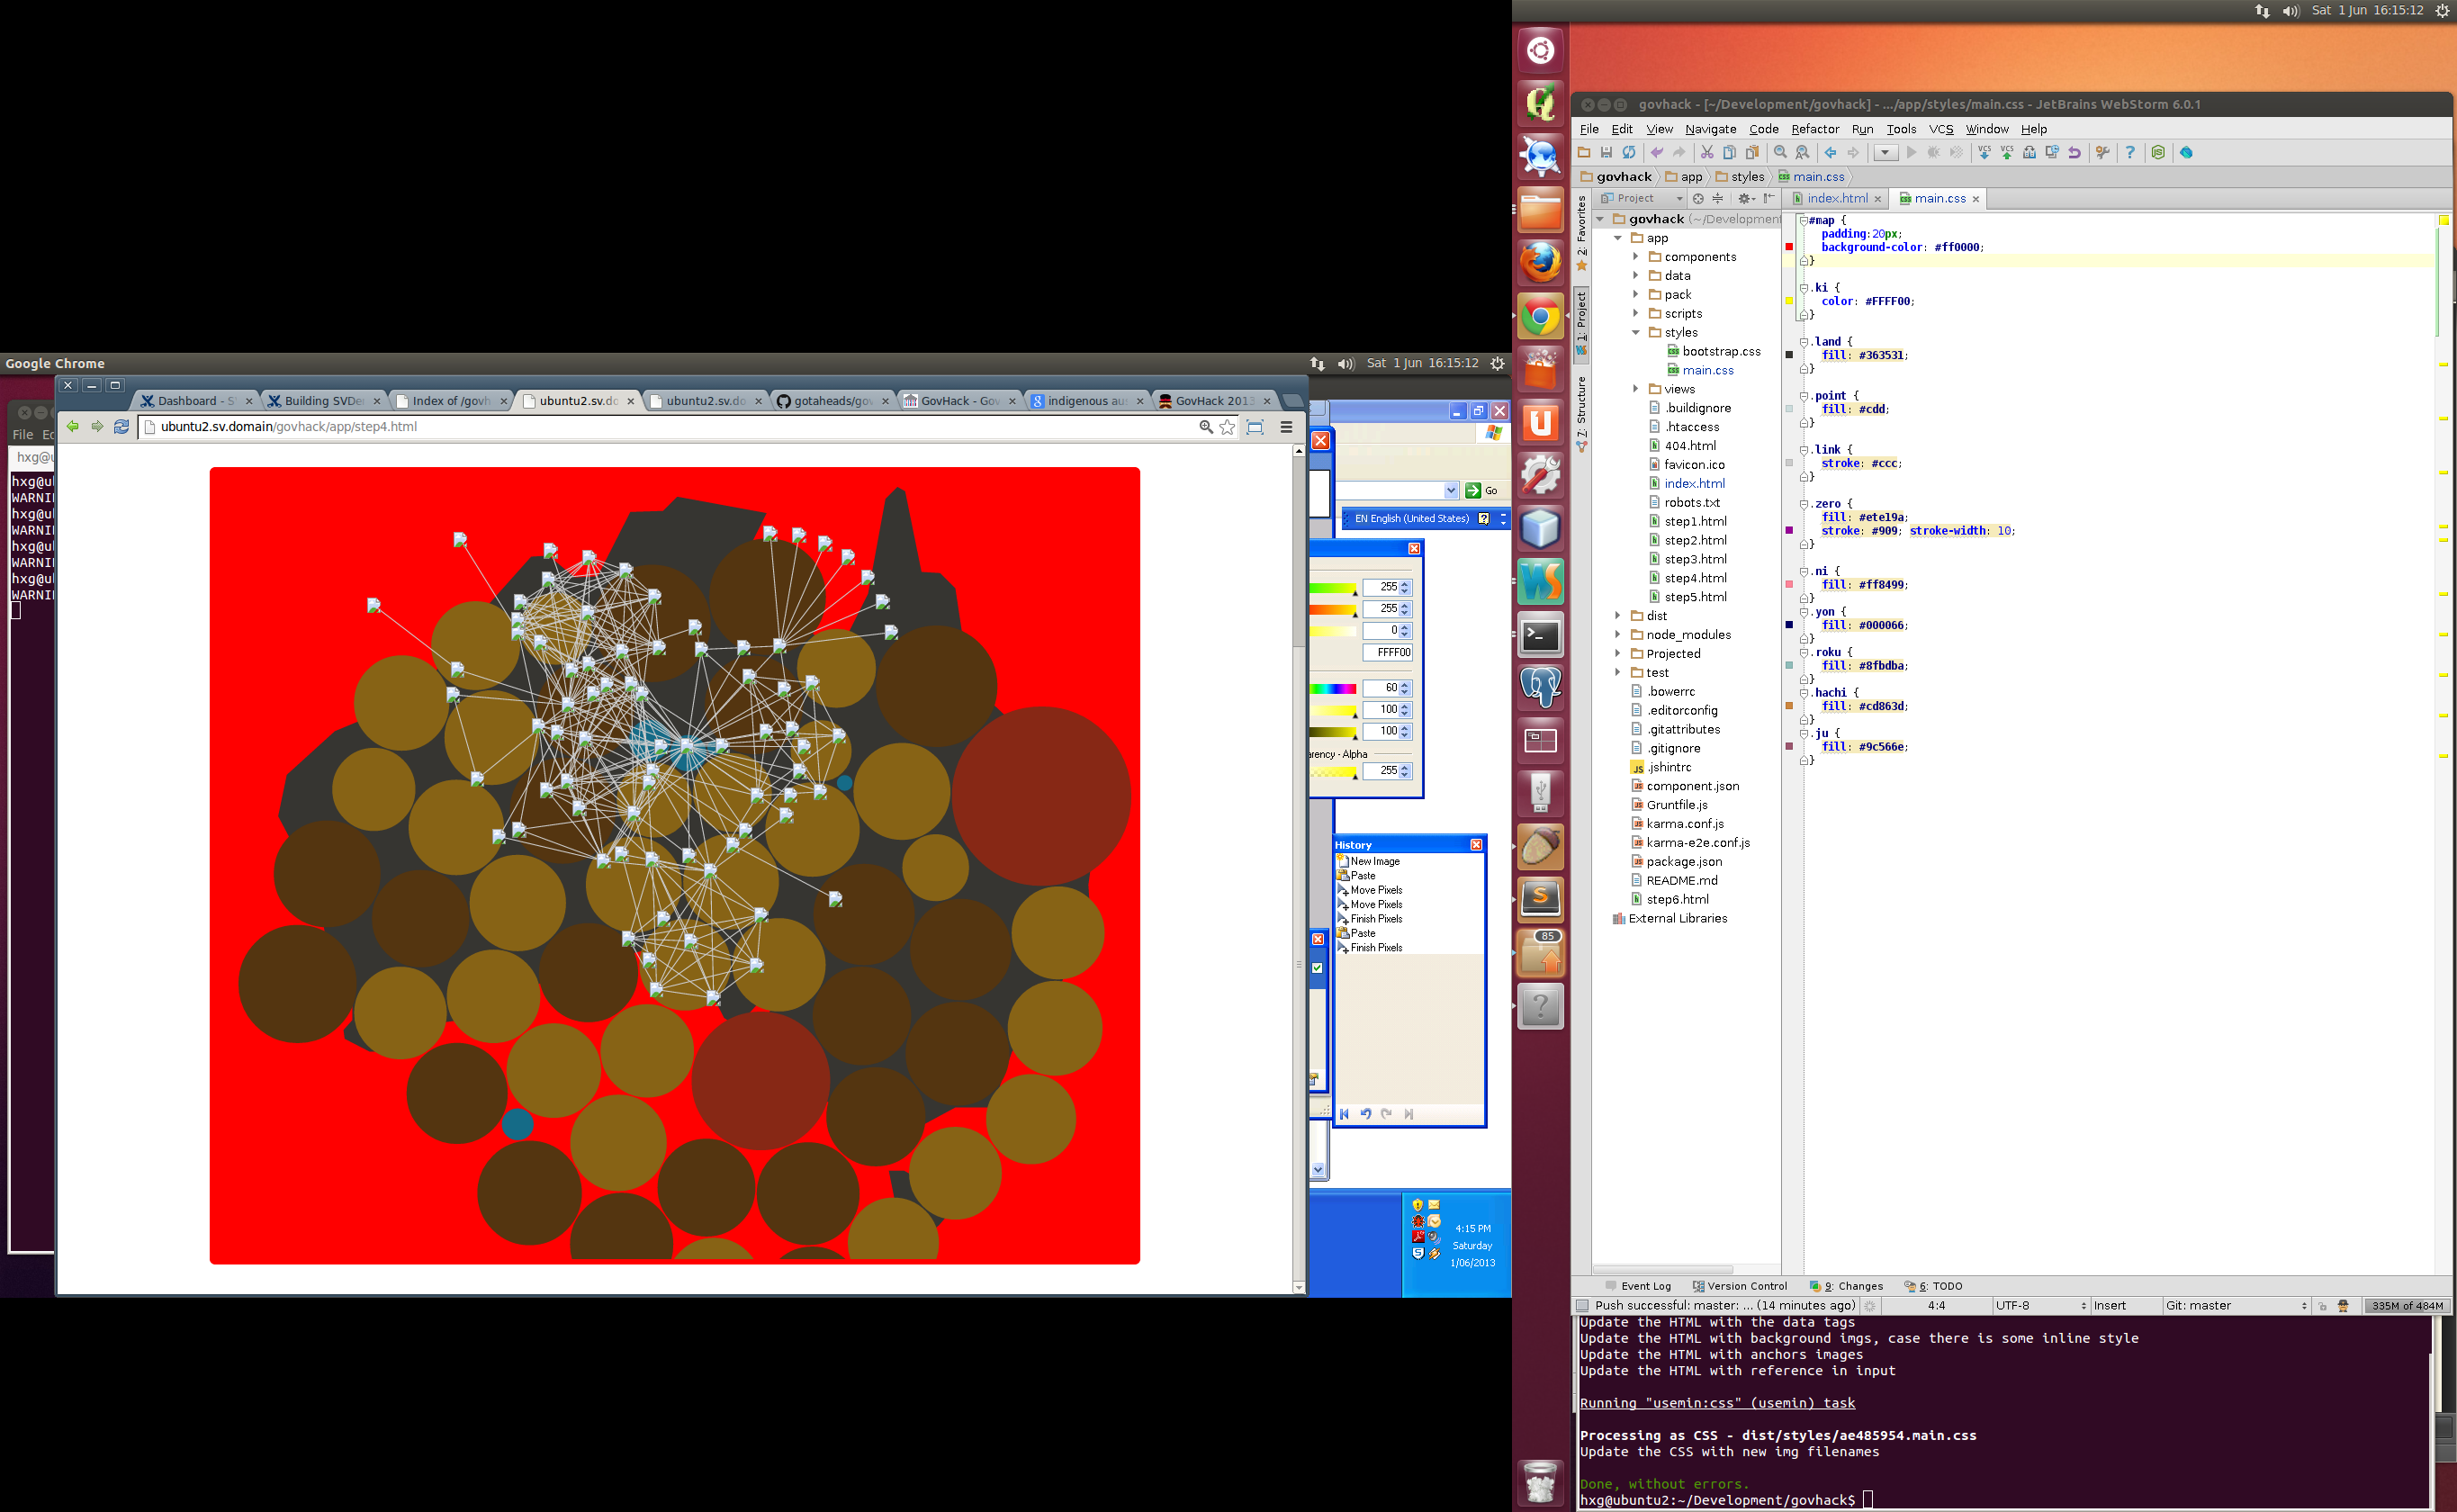 Google Chrome
Sat 1 Jun 16:15:12
Dashboard - S
Building SVDe
Index of /govh
ubuntu2.sv.do
ubuntu2.sv.do
gotaheads/gov
GovHack - Gov
indigenous aus
GovHack 2013
ubuntu2.sv.domain/govhack/app/step4.html
File Ed
hxg@u
hxg@ul
WARNI
hxg@ul
WARNI
hxg@ul
WARNI
hxg@ul
WARNI
Go
EN English (United States)
255
255
0
FFFF00
60
100
100
arency - Alpha
255
History
New Image
Paste
Move Pixels
Move Pixels
Finish Pixels
Paste
Finish Pixels
4:15 PM
Saturday
1/06/2013
Sat 1 Jun 16:15:12
85
govhack - [~/Development/govhack] - .../app/styles/main.css - JetBrains WebStorm 6.0.1
File Edit View Navigate Code Refactor Run Tools VCS Window Help
VCS VCS
govhack app styles main.css
Project
index.html
main.css
2: Favorites
1: Project
7: Structure
govhack (~/Development
app
components
data
pack
scripts
styles
bootstrap.css
main.css
views
.buildignore
.htaccess
404.html
favicon.ico
index.html
robots.txt
step1.html
step2.html
step3.html
step4.html
step5.html
dist
node_modules
Projected
test
.bowerrc
.editorconfig
.gitattributes
.gitignore
.jshintrc
component.json
Gruntfile.js
karma.conf.js
karma-e2e.conf.js
package.json
README.md
step6.html
External Libraries
#map {
padding:20px;
background-color: #ff0000;
}
.ki {
color: #FFFF00;
}
.land {
fill: #363531;
}
.point {
fill: #cdd;
}
.link {
stroke: #ccc;
}
.zero {
fill: #ete19a;
stroke: #909; stroke-width: 10;
}
.ni {
fill: #ff8499;
}
.yon {
fill: #000066;
}
.roku {
fill: #8fbdba;
}
.hachi {
fill: #cd863d;
}
.ju {
fill: #9c566e;
}
Event Log Version Control 9: Changes 6: TODO
Push successful: master: ... (14 minutes ago) 4:4 UTF-8 Insert Git: master 335M of 484M
Update the HTML with the data tags
Update the HTML with background imgs, case there is some inline style
Update the HTML with anchors images
Update the HTML with reference in input
Running "usemin:css" (usemin) task
Processing as CSS - dist/styles/ae485954.main.css
Update the CSS with new img filenames
Done, without errors.
hxg@ubuntu2:~/Development/govhack$